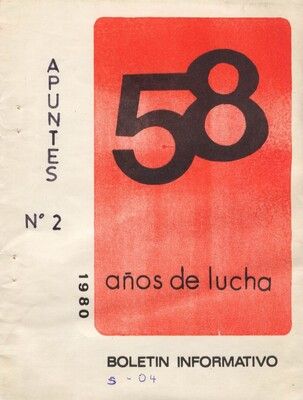 APUNTES
Nº 2
1980
58
años de lucha
BOLETIN INFORMATIVO
S - 04